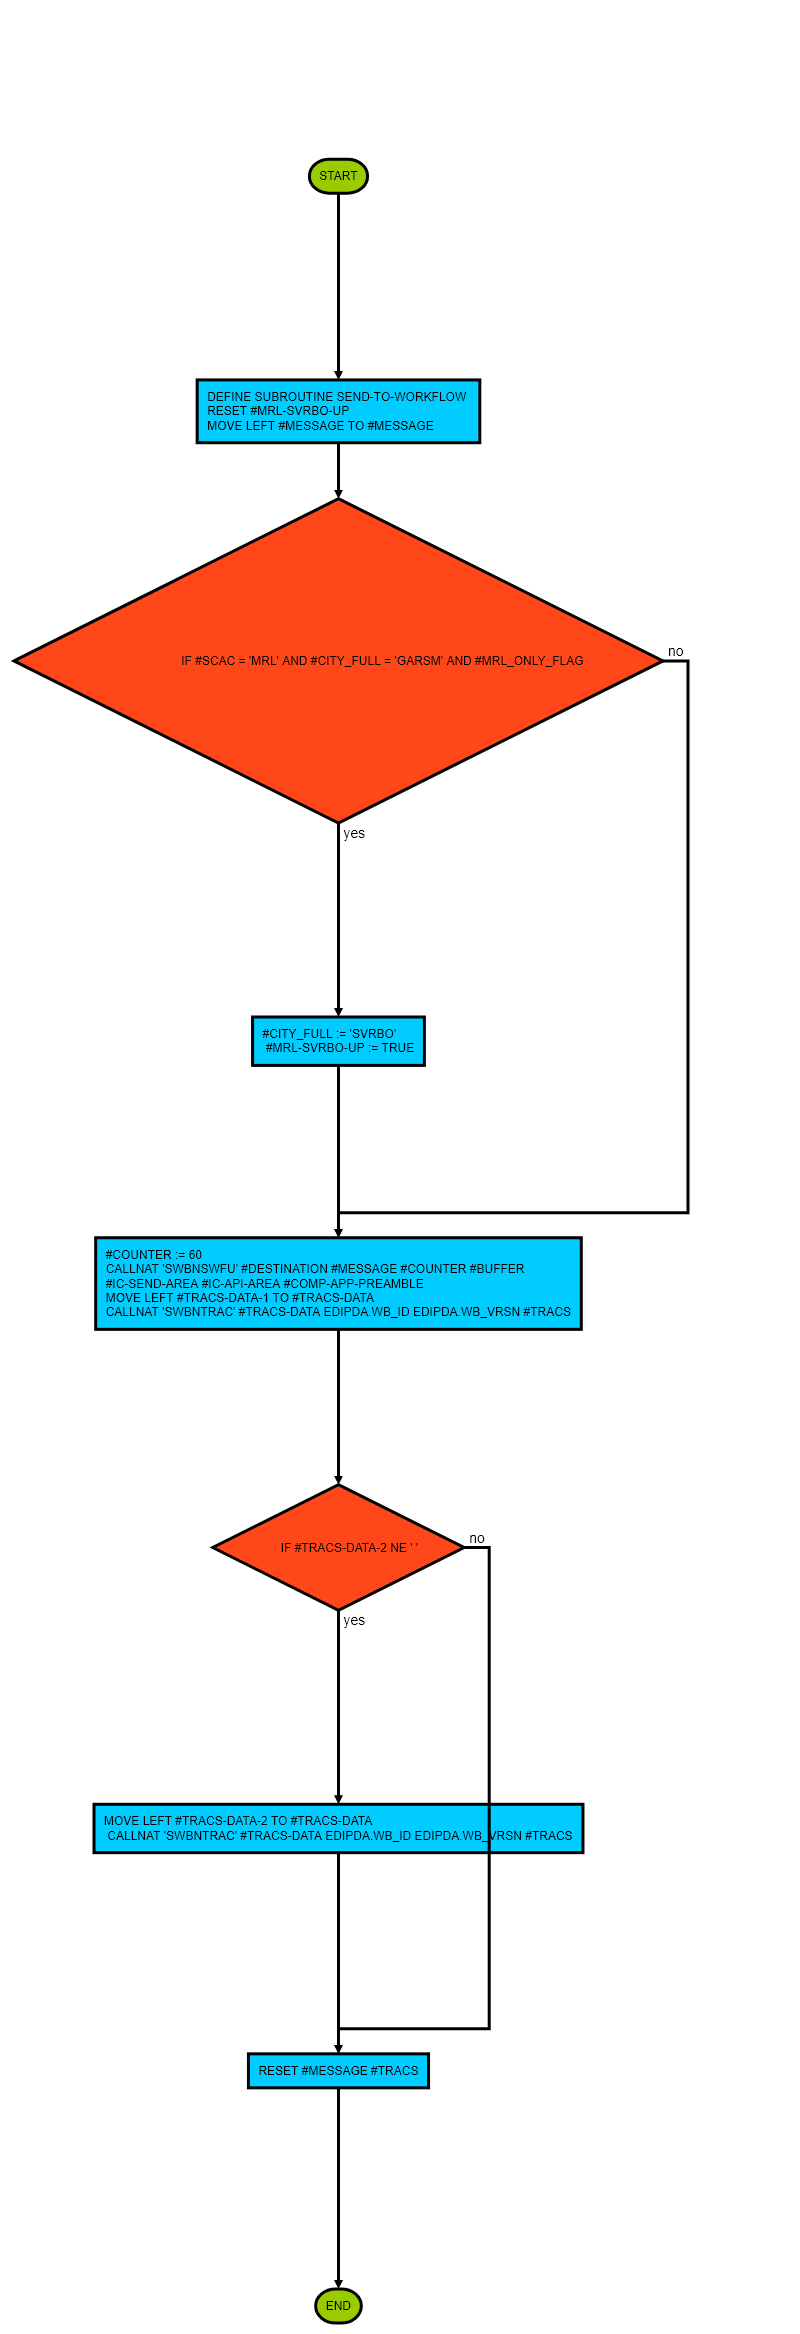 START
DEFINE SUBROUTINE SEND-TO-WORKFLOW
RESET #MRL-SVRBO-UP
MOVE LEFT #MESSAGE TO #MESSAGE
IF #SCAC = 'MRL' AND #CITY_FULL = 'GARSM' AND #MRL_ONLY_FLAG
no
yes
#CITY_FULL := 'SVRBO'
#MRL-SVRBO-UP := TRUE
#COUNTER := 60
CALLNAT 'SWBNSWFU' #DESTINATION #MESSAGE #COUNTER #BUFFER
#IC-SEND-AREA #IC-API-AREA #COMP-APP-PREAMBLE
MOVE LEFT #TRACS-DATA-1 TO #TRACS-DATA
CALLNAT 'SWBNTRAC' #TRACS-DATA EDIPDA.WB_ID EDIPDA.WB_VRSN #TRACS
IF #TRACS-DATA-2 NE ' '
no
yes
MOVE LEFT #TRACS-DATA-2 TO #TRACS-DATA
CALLNAT 'SWBNTRAC' #TRACS-DATA EDIPDA.WB_ID EDIPDA.WB_VRSN #TRACS
RESET #MESSAGE #TRACS
END